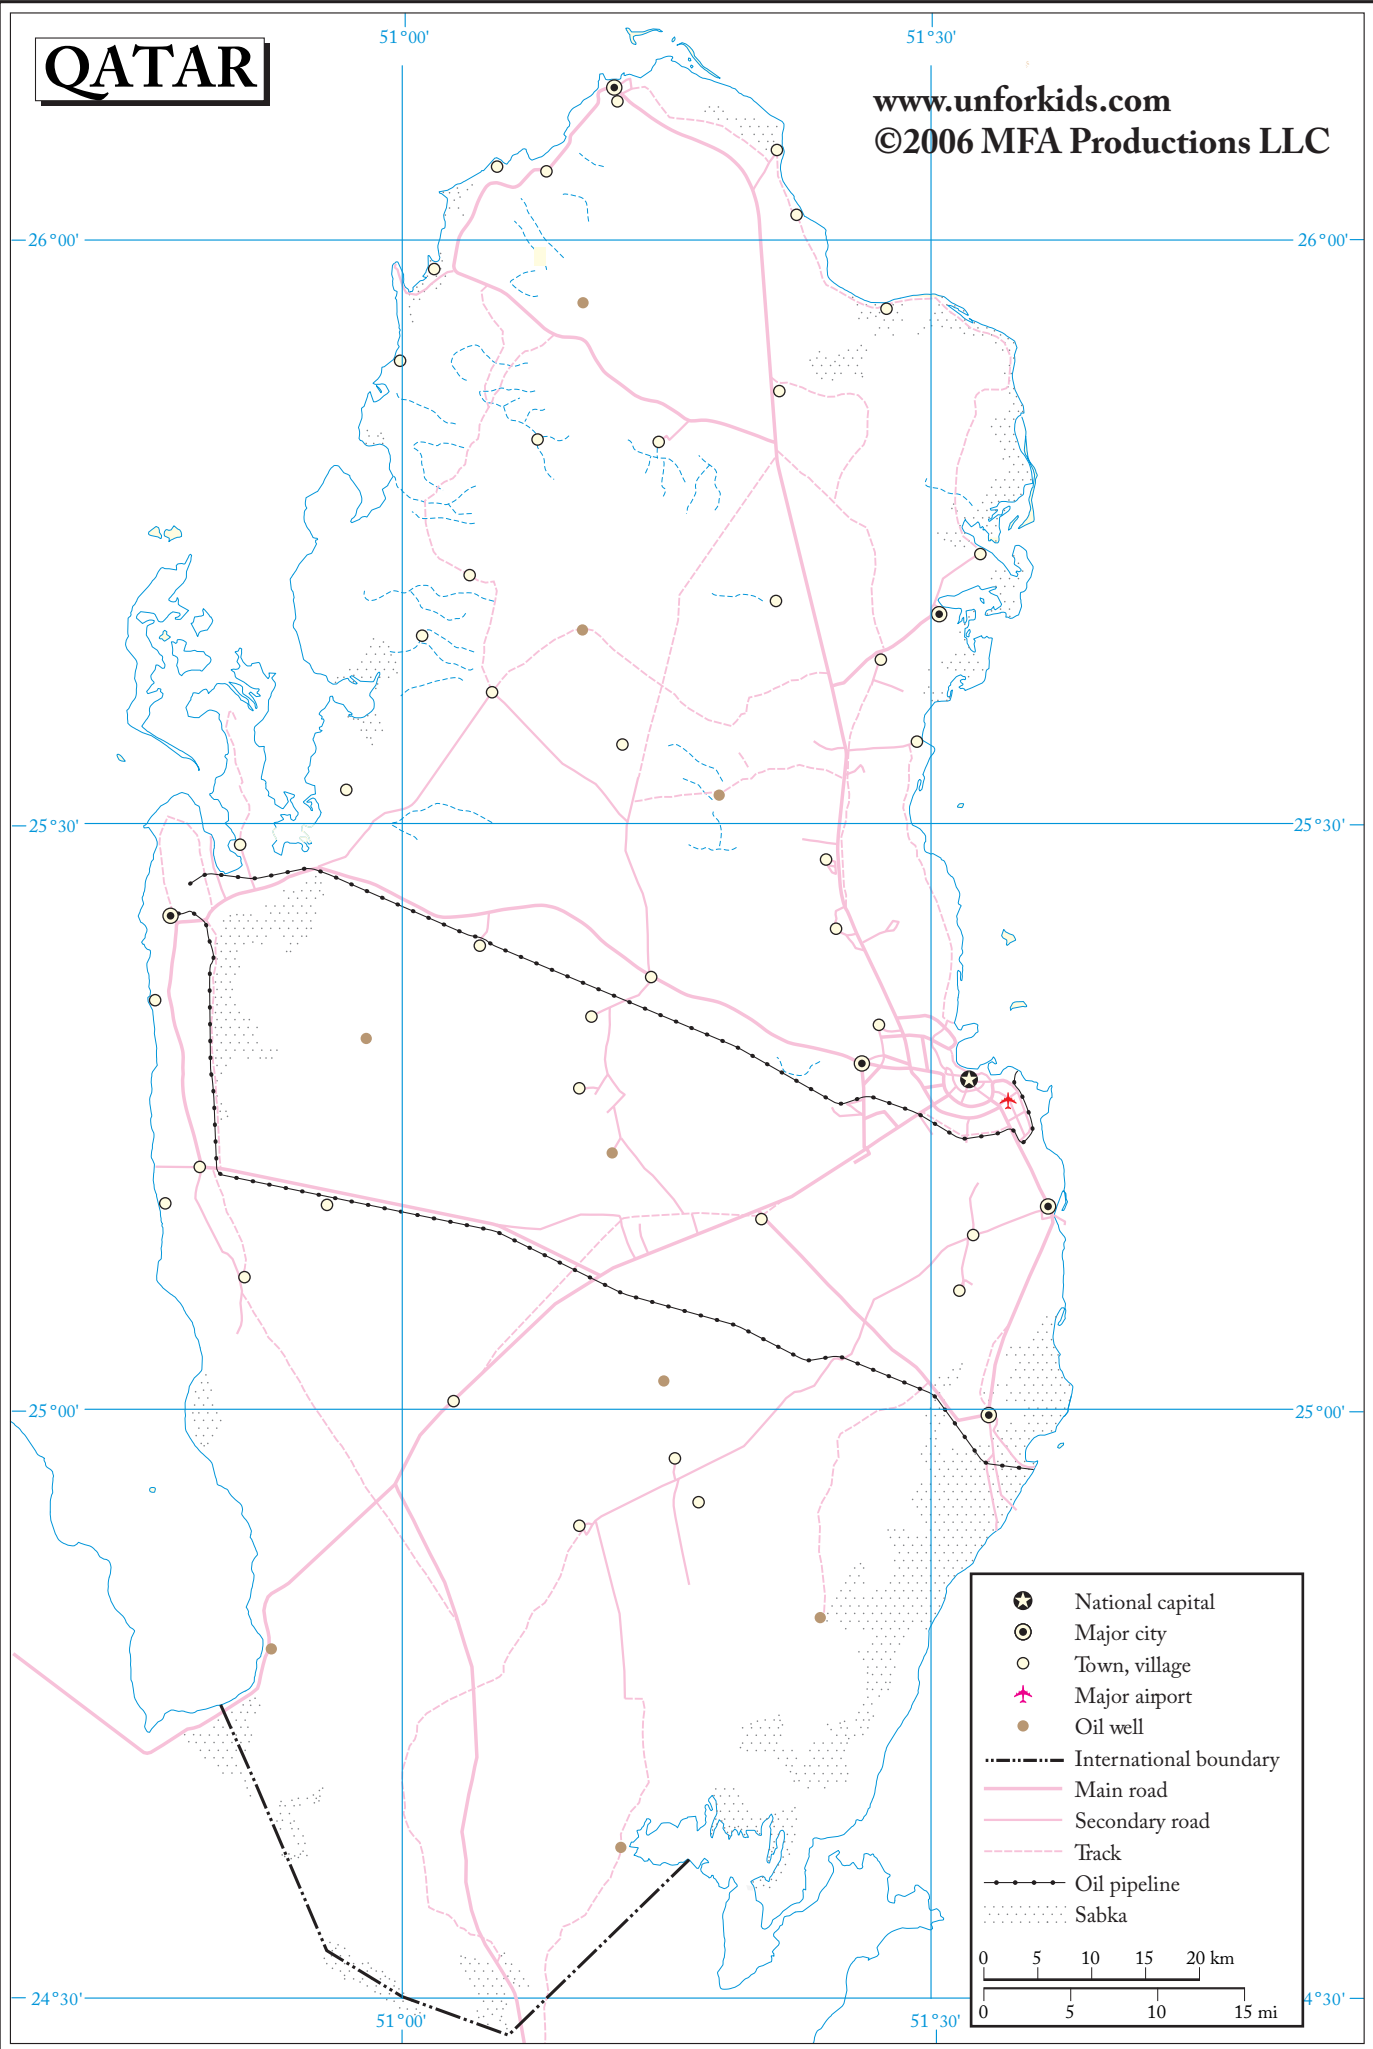 51°00'
51°30'
QATAR
www.unforkids.com
©2006 MFA Productions LLC
26°00'
26°00'
25°30'
25°30'
25°00'
25°00'
National capital
Major city
Town, village
Major airport
Oil well
International boundary
Main road
Secondary road
Track
Oil pipeline
Sabka
0 5 10 15 20 km
0 5 10 15 mi
24°30'
4°30'
51°00'
51°30'